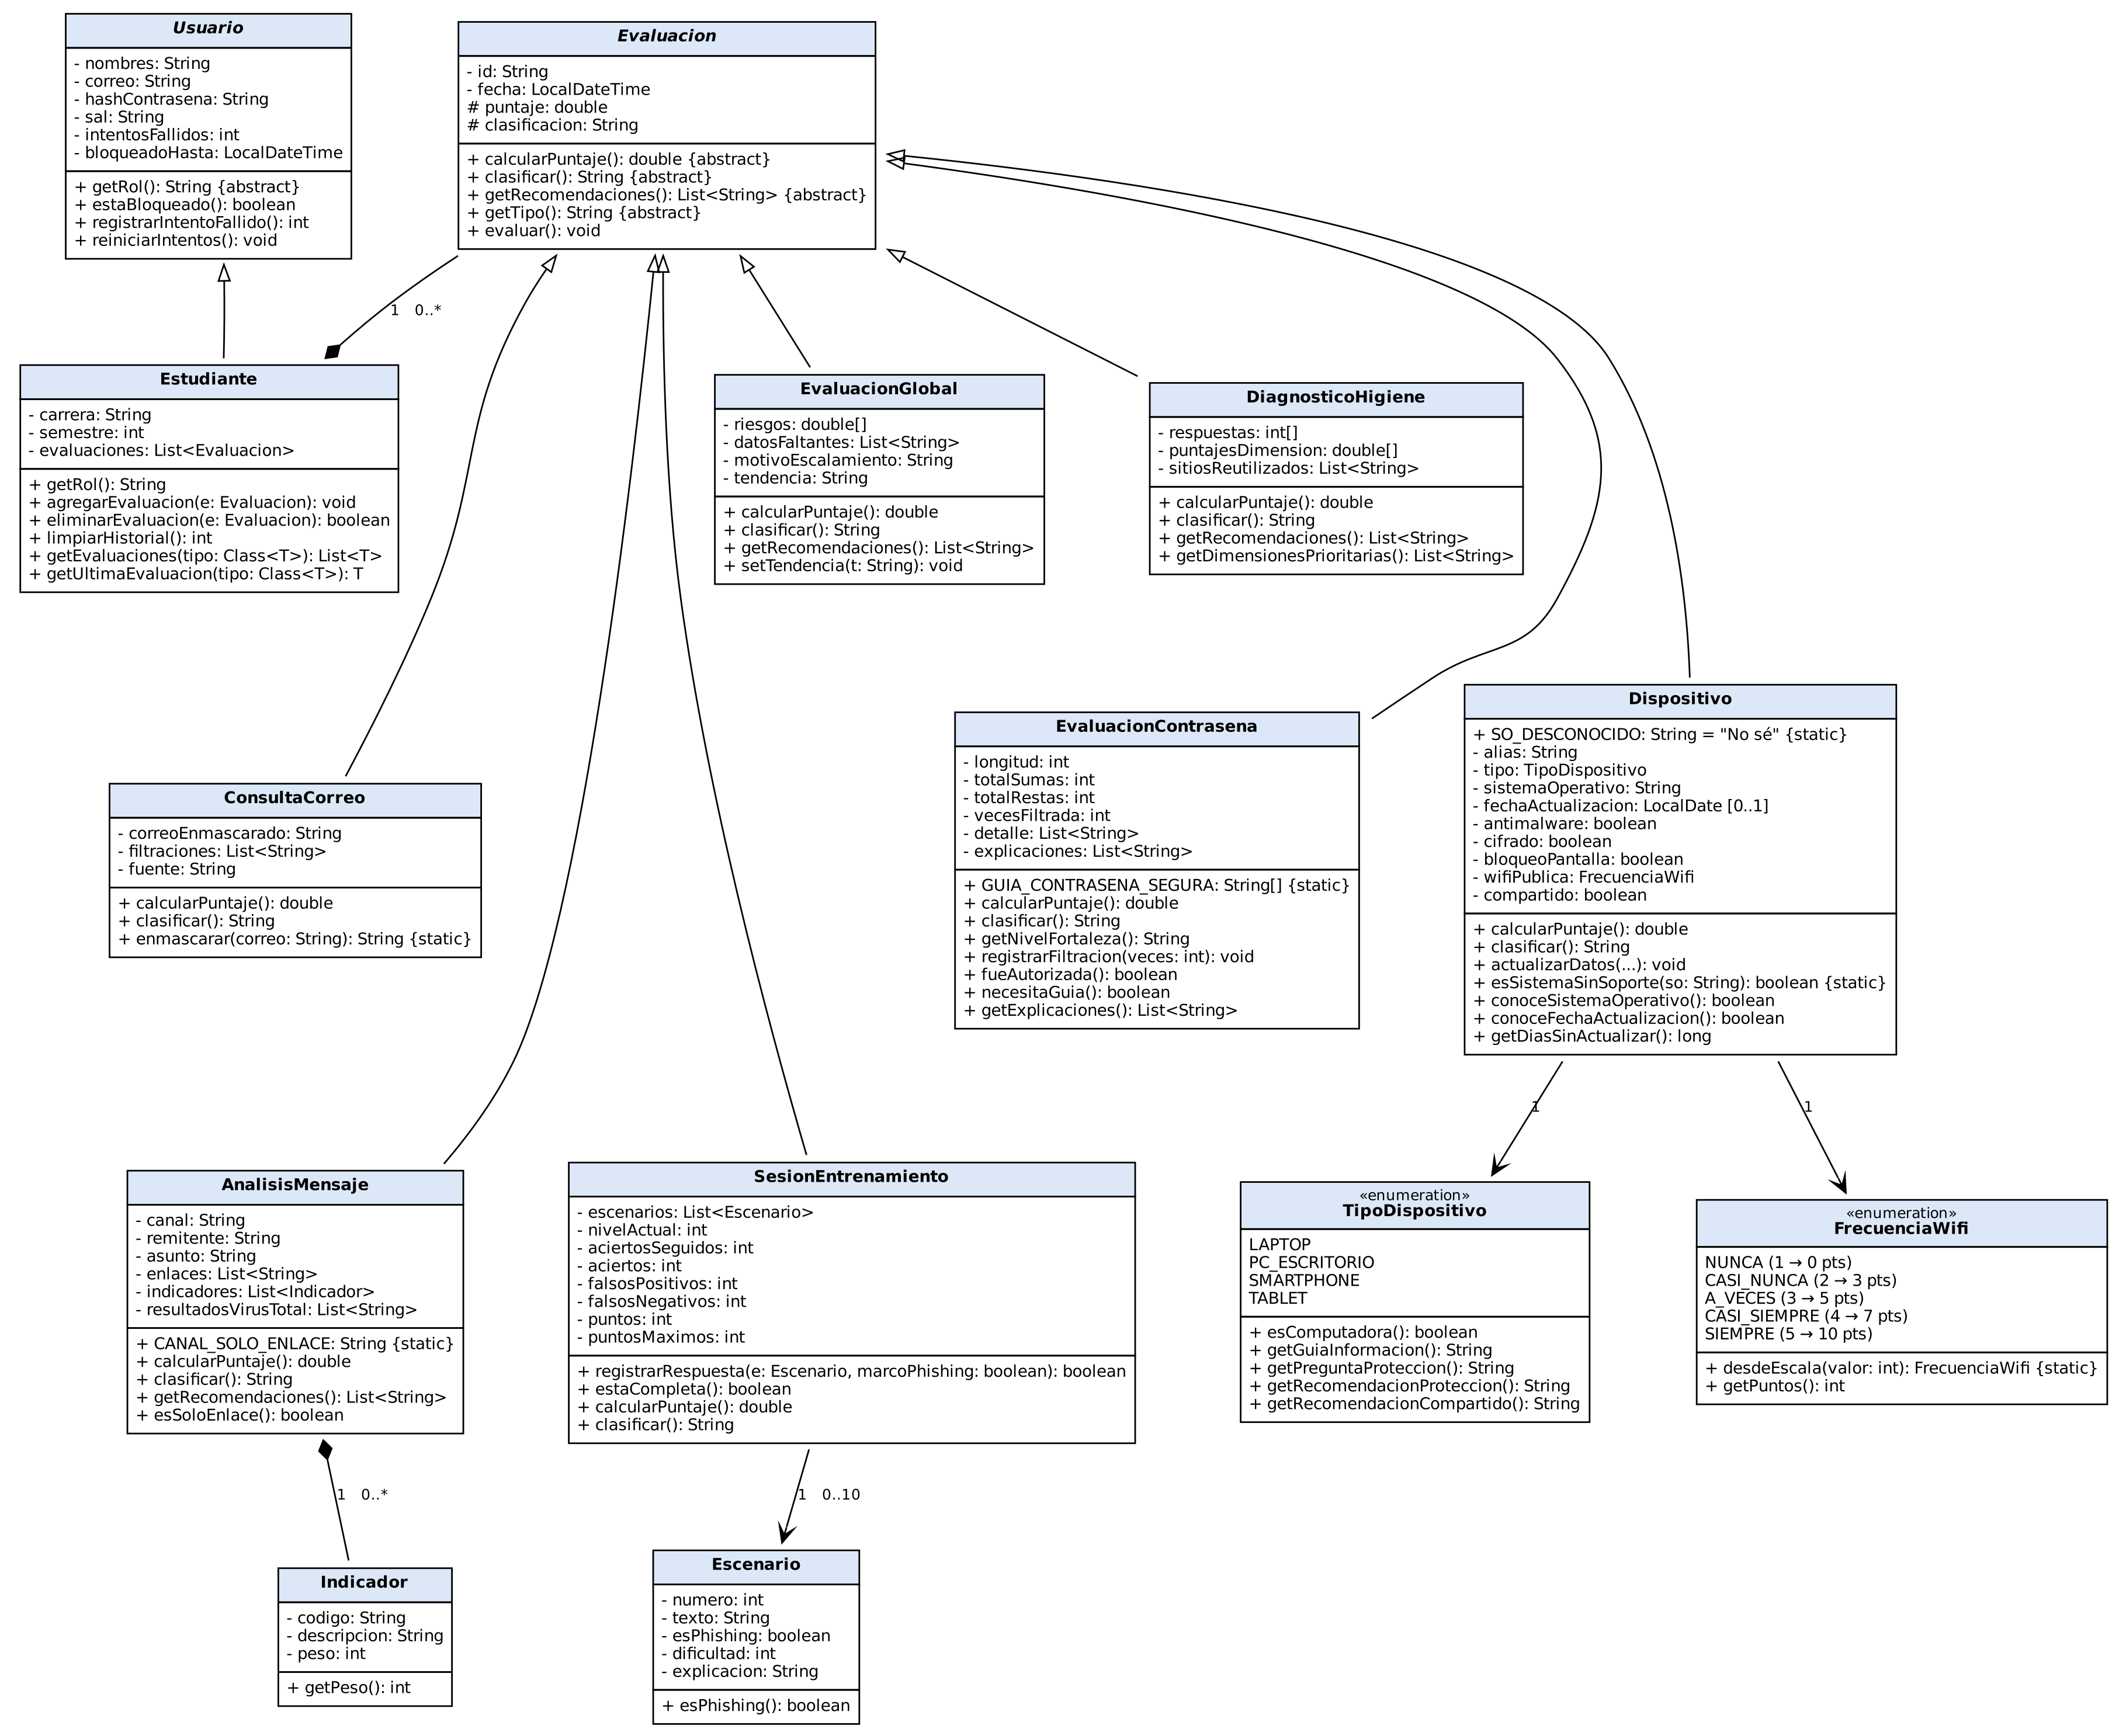 Usuario
- nombres: String
- correo: String
- hashContrasena: String
- sal: String
- intentosFallidos: int
- bloqueadoHasta: LocalDateTime
+ getRol(): String {abstract}
+ estaBloqueado(): boolean
+ registrarIntentoFallido(): int
+ reiniciarIntentos(): void
Evaluacion
- id: String
- fecha: LocalDateTime
# puntaje: double
# clasificacion: String
+ calcularPuntaje(): double {abstract}
+ clasificar(): String {abstract}
+ getRecomendaciones(): List<String> {abstract}
+ getTipo(): String {abstract}
+ evaluar(): void
1 0..*
Estudiante
- carrera: String
- semestre: int
- evaluaciones: List<Evaluacion>
+ getRol(): String
+ agregarEvaluacion(e: Evaluacion): void
+ eliminarEvaluacion(e: Evaluacion): boolean
+ limpiarHistorial(): int
+ getEvaluaciones(tipo: Class<T>): List<T>
+ getUltimaEvaluacion(tipo: Class<T>): T
EvaluacionGlobal
- riesgos: double[]
- datosFaltantes: List<String>
- motivoEscalamiento: String
- tendencia: String
+ calcularPuntaje(): double
+ clasificar(): String
+ getRecomendaciones(): List<String>
+ setTendencia(t: String): void
DiagnosticoHigiene
- respuestas: int[]
- puntajesDimension: double[]
- sitiosReutilizados: List<String>
+ calcularPuntaje(): double
+ clasificar(): String
+ getRecomendaciones(): List<String>
+ getDimensionesPrioritarias(): List<String>
ConsultaCorreo
- correoEnmascarado: String
- filtraciones: List<String>
- fuente: String
+ calcularPuntaje(): double
+ clasificar(): String
+ enmascarar(correo: String): String {static}
EvaluacionContrasena
- longitud: int
- totalSumas: int
- totalRestas: int
- vecesFiltrada: int
- detalle: List<String>
- explicaciones: List<String>
+ GUIA_CONTRASENA_SEGURA: String[] {static}
+ calcularPuntaje(): double
+ clasificar(): String
+ getNivelFortaleza(): String
+ registrarFiltracion(veces: int): void
+ fueAutorizada(): boolean
+ necesitaGuia(): boolean
+ getExplicaciones(): List<String>
Dispositivo
+ SO_DESCONOCIDO: String = "No sé" {static}
- alias: String
- tipo: TipoDispositivo
- sistemaOperativo: String
- fechaActualizacion: LocalDate [0..1]
- antimalware: boolean
- cifrado: boolean
- bloqueoPantalla: boolean
- wifiPublica: FrecuenciaWifi
- compartido: boolean
+ calcularPuntaje(): double
+ clasificar(): String
+ actualizarDatos(...): void
+ esSistemaSinSoporte(so: String): boolean {static}
+ conoceSistemaOperativo(): boolean
+ conoceFechaActualizacion(): boolean
+ getDiasSinActualizar(): long
1
1
AnalisisMensaje
- canal: String
- remitente: String
- asunto: String
- enlaces: List<String>
- indicadores: List<Indicador>
- resultadosVirusTotal: List<String>
+ CANAL_SOLO_ENLACE: String {static}
+ calcularPuntaje(): double
+ clasificar(): String
+ getRecomendaciones(): List<String>
+ esSoloEnlace(): boolean
SesionEntrenamiento
- escenarios: List<Escenario>
- nivelActual: int
- aciertosSeguidos: int
- aciertos: int
- falsosPositivos: int
- falsosNegativos: int
- puntos: int
- puntosMaximos: int
+ registrarRespuesta(e: Escenario, marcoPhishing: boolean): boolean
+ estaCompleta(): boolean
+ calcularPuntaje(): double
+ clasificar(): String
«enumeration»
TipoDispositivo
LAPTOP
PC_ESCRITORIO
SMARTPHONE
TABLET
+ esComputadora(): boolean
+ getGuiaInformacion(): String
+ getPreguntaProteccion(): String
+ getRecomendacionProteccion(): String
+ getRecomendacionCompartido(): String
«enumeration»
FrecuenciaWifi
NUNCA (1 → 0 pts)
CASI_NUNCA (2 → 3 pts)
A_VECES (3 → 5 pts)
CASI_SIEMPRE (4 → 7 pts)
SIEMPRE (5 → 10 pts)
+ desdeEscala(valor: int): FrecuenciaWifi {static}
+ getPuntos(): int
1 0..*
1 0..10
Indicador
- codigo: String
- descripcion: String
- peso: int
+ getPeso(): int
Escenario
- numero: int
- texto: String
- esPhishing: boolean
- dificultad: int
- explicacion: String
+ esPhishing(): boolean